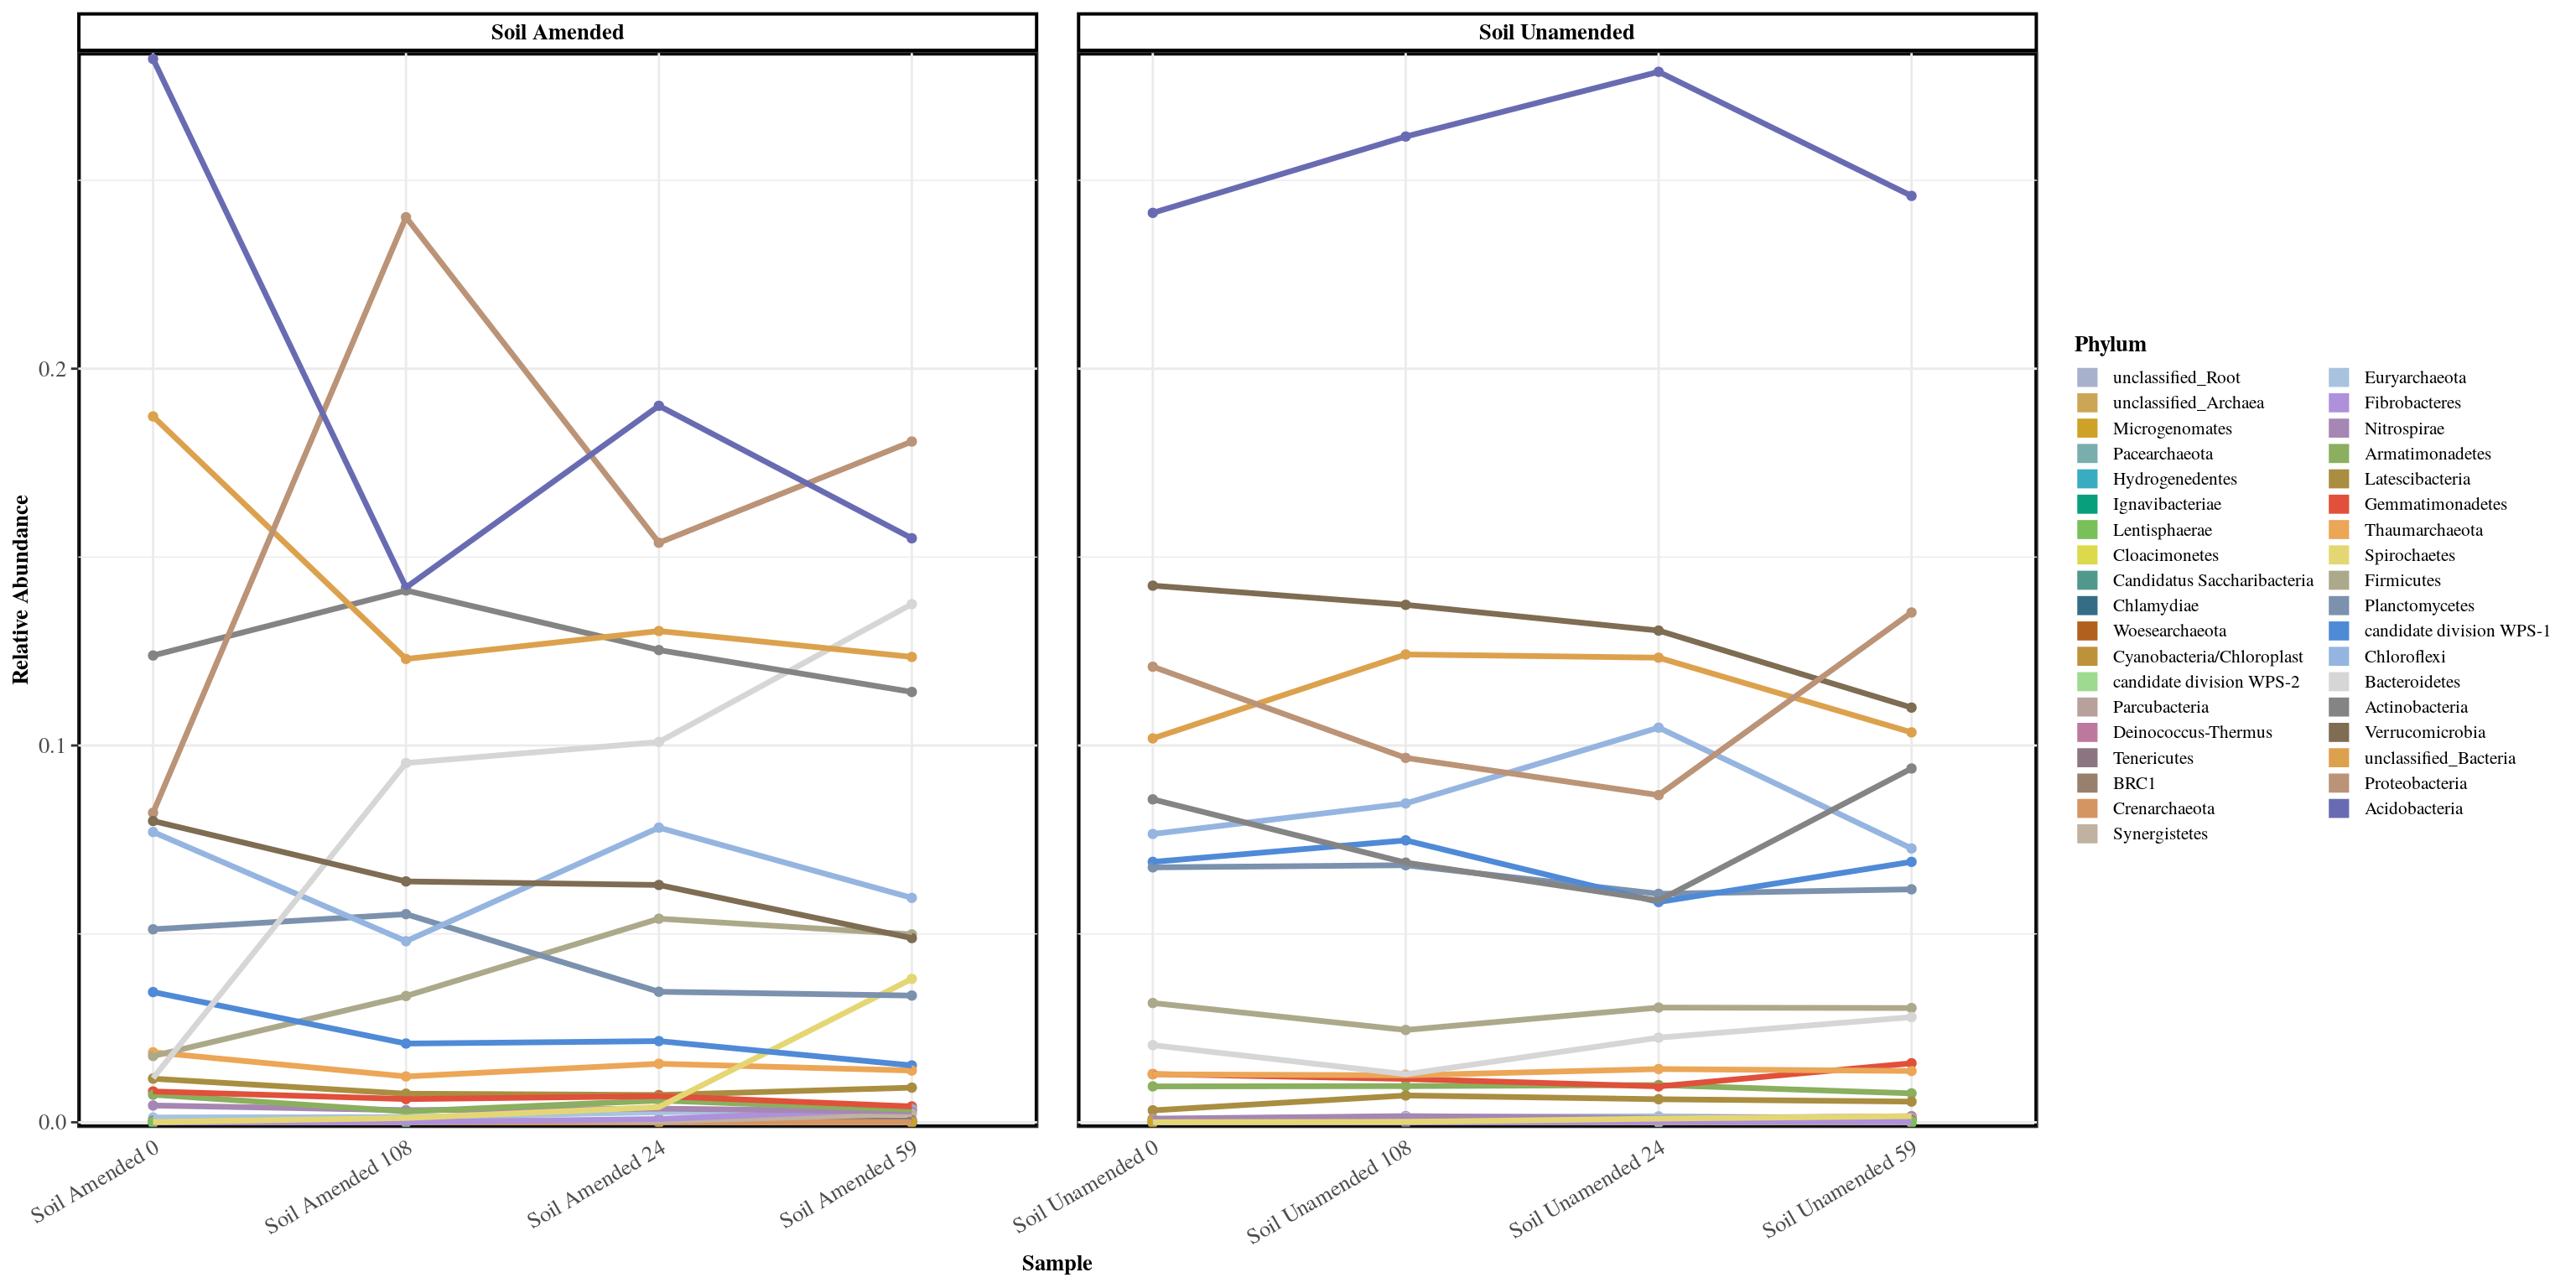 Soil Amended
Soil Unamended
Relative Abundance
0.2
0.1
0.0
Soil Amended 0
Soil Amended 108
Soil Amended 24
Soil Amended 59
Soil Unamended 0
Soil Unamended 108
Soil Unamended 24
Soil Unamended 59
Sample
Phylum
unclassified_Root
unclassified_Archaea
Microgenomates
Pacearchaeota
Hydrogenedentes
Ignavibacteriae
Lentisphaerae
Cloacimonetes
Candidatus Saccharibacteria
Chlamydiae
Woesearchaeota
Cyanobacteria/Chloroplast
candidate division WPS-2
Parcubacteria
Deinococcus-Thermus
Tenericutes
BRC1
Crenarchaeota
Synergistetes
Euryarchaeota
Fibrobacteres
Nitrospirae
Armatimonadetes
Latescibacteria
Gemmatimonadetes
Thaumarchaeota
Spirochaetes
Firmicutes
Planctomycetes
candidate division WPS-1
Chloroflexi
Bacteroidetes
Actinobacteria
Verrucomicrobia
unclassified_Bacteria
Proteobacteria
Acidobacteria